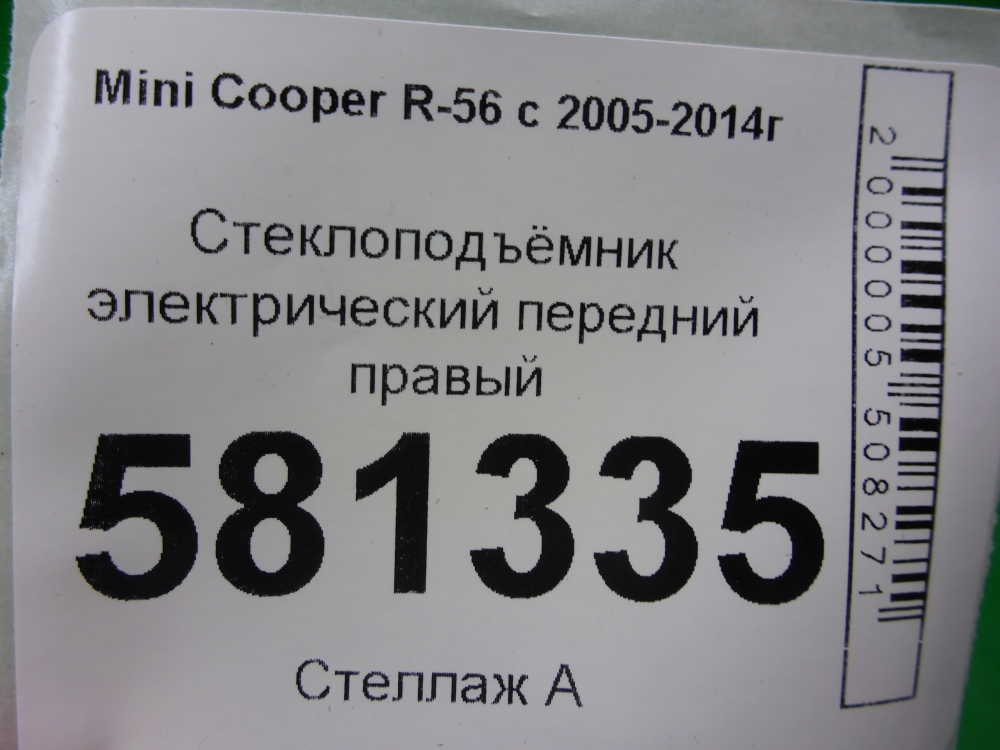 Mini Cooper R-56 с 2005-2014г
Стеклоподъёмник
электрический передний
правый
581335
Стеллаж А
2000005508271